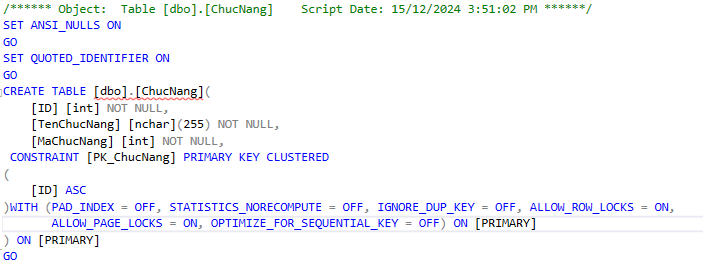 /****** Object:  Table [dbo].[ChucNang]    Script Date: 15/12/2024 3:51:02 PM ******/
SET ANSI_NULLS ON
GO
SET QUOTED_IDENTIFIER ON
GO
CREATE TABLE [dbo].[ChucNang](
    [ID] [int] NOT NULL,
    [TenChucNang] [nchar](255) NOT NULL,
    [MaChucNang] [int] NOT NULL,
 CONSTRAINT [PK_ChucNang] PRIMARY KEY CLUSTERED
(
    [ID] ASC
)WITH (PAD_INDEX = OFF, STATISTICS_NORECOMPUTE = OFF, IGNORE_DUP_KEY = OFF, ALLOW_ROW_LOCKS = ON,
       ALLOW_PAGE_LOCKS = ON, OPTIMIZE_FOR_SEQUENTIAL_KEY = OFF) ON [PRIMARY]
) ON [PRIMARY]
GO